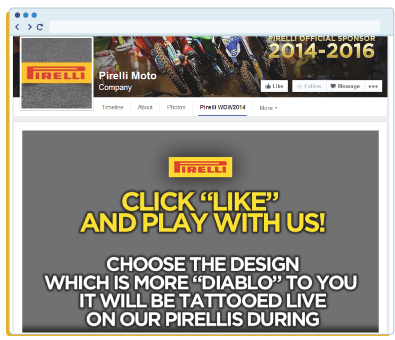 PIRELLI OFFICIAL SPONSOR
2014-2016
PIRELLI
Pirelli Moto
Company
Like
Follow
Message
Timeline
About
Photos
Pirelli WDW2014
More
PIRELLI
CLICK “LIKE”
AND PLAY WITH US!
CHOOSE THE DESIGN
WHICH IS MORE “DIABLO” TO YOU
IT WILL BE TATTOOED LIVE
ON OUR PIRELLIS DURING